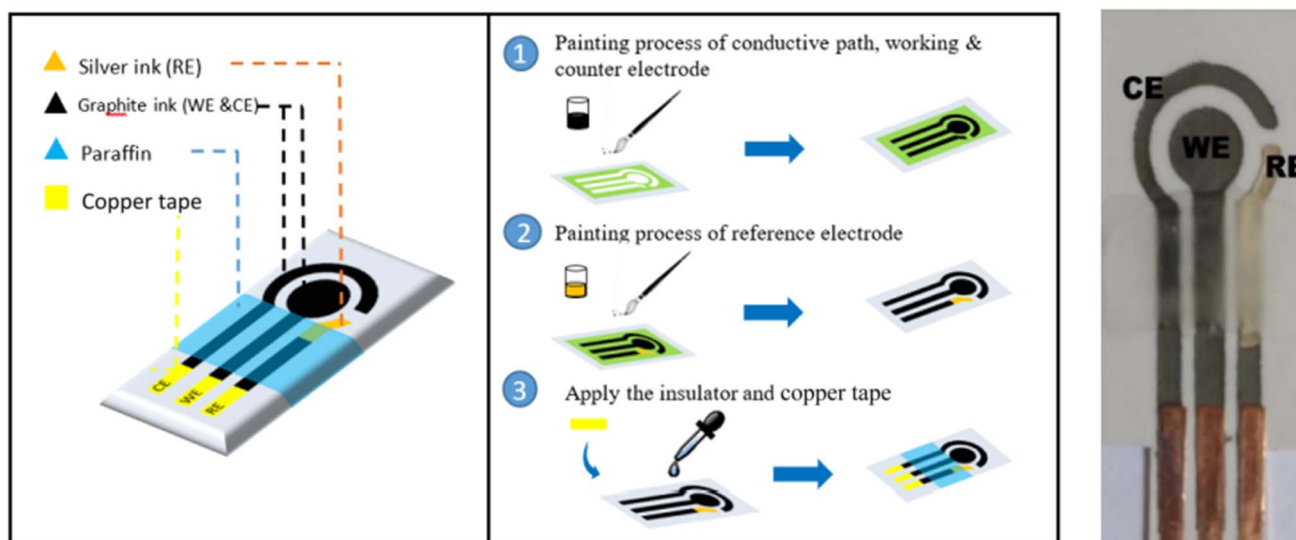 Silver ink (RE)
Graphite ink (WE &CE)
Paraffin
Copper tape
CE
WE
RE
1
Painting process of conductive path, working &
counter electrode
2
Painting process of reference electrode
3
Apply the insulator and copper tape
CE
WE
RE